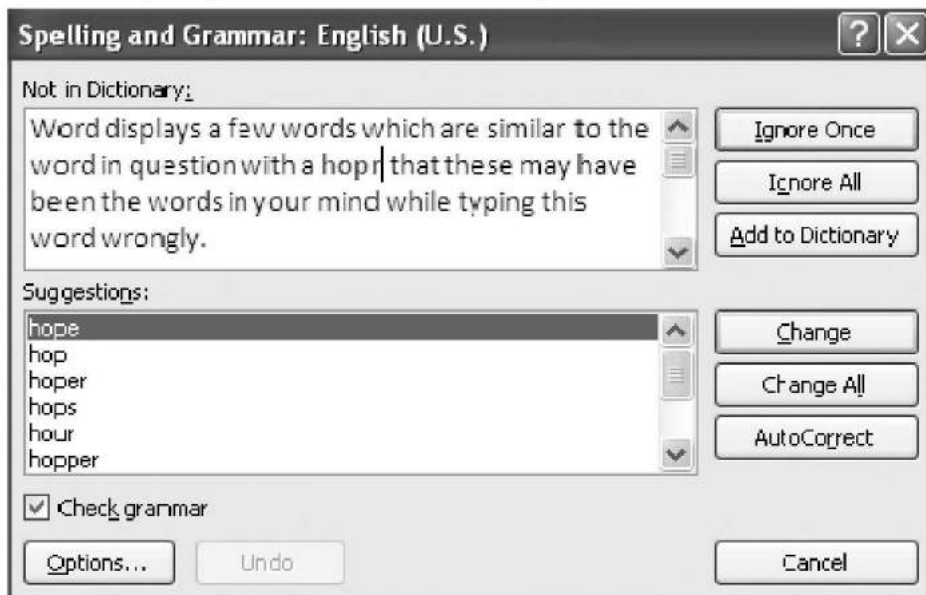 Spelling and Grammar: English (U.S.)
Not in Dictionary:
Word displays a few words which are similar to the
word in question with a hopr that these may have
been the words in your mind while typing this
word wrongly.
Ignore Once
Ignore All
Add to Dictionary
Suggestions:
hope
hop
hoper
hops
hour
hopper
Change
Change All
AutoCorrect
Check grammar
Options...
Undo
Cancel